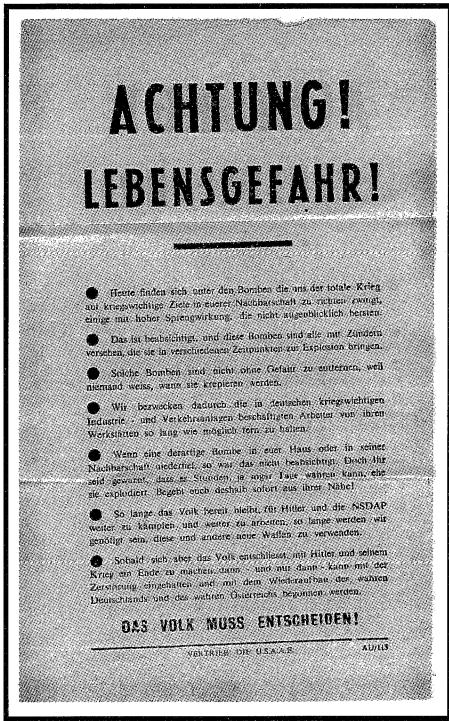 ACHTUNG!
LEBENSGEFAHR!
Heute finden sich unter den Bomben die uns der totale Krieg
auf kriegswichtige Ziele in euerer Nachbarschaft zu richten zwingt,
einige mit hoher Sprengwirkung, die nicht augenblicklich bersten.
Das ist beabsichtigt, und diese Bomben sind alle mit Zündern
versehen, die sie in verschiedenen Zeitpunkten zur Explosion bringen.
Solche Bomben sind nicht ohne Gefahr zu entfernen, weil
niemand weiss, wann sie krepieren werden.
Wir bezwecken dadurch die in deutschen kriegswichtigen
Industrie - und Verkehrsanlagen beschäftigten Arbeiter von ihren
Werkstätten so lang wie möglich fern zu halten.
Wenn eine derartige Bombe in euer Haus oder in seiner
Nachbarschaft niederfiel, so war das nicht beabsichtigt. Doch Ihr
seid gewarnt, dass es Stunden, ja sogar Tage währen kann, ehe
sie explodiert. Begebt euch deshalb sofort aus ihrer Nähe!
So lange das Volk bereit bleibt, für Hitler und die NSDAP
weiter zu kämpfen und weiter zu arbeiten, so lange werden wir
genötigt sein, diese und andere neue Waffen zu verwenden.
Sobald sich aber das Volk entschliesst, mit Hitler und seinem
Krieg ein Ende zu machen, dann - und nur dann - kann mit der
Zerstörung eingehalten und mit dem Wiederaufbau des wahren
Deutschlands und des wahren Österreichs begonnen werden.
DAS VOLK MUSS ENTSCHEIDEN!
VERTRIEB DIE U.S.A.A.F.